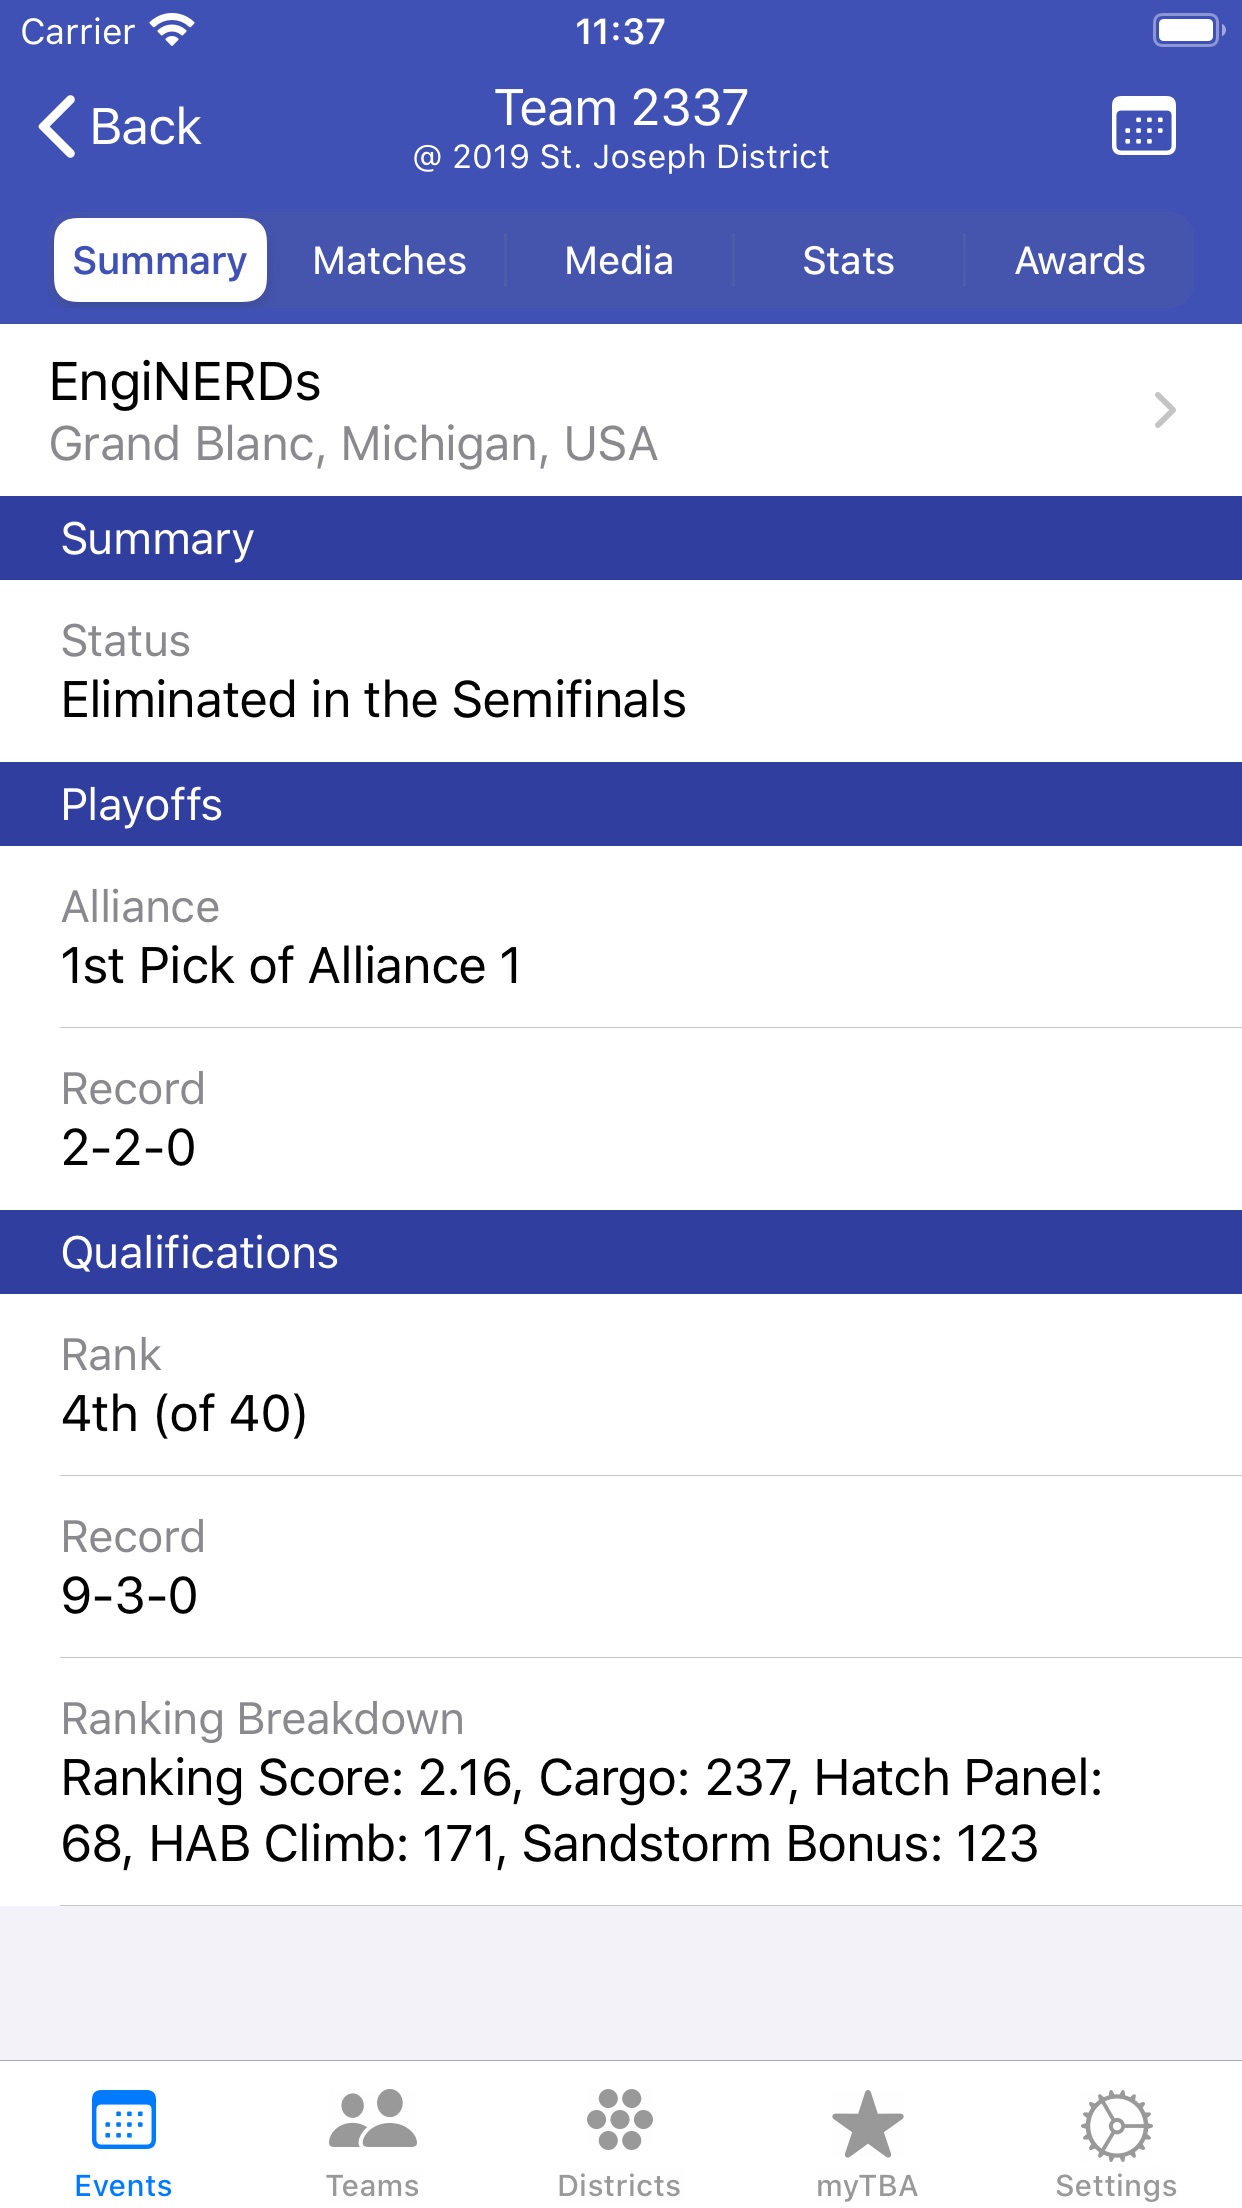 Carrier
11:37
Back
Team 2337
@ 2019 St. Joseph District
Summary
Matches
Media
Stats
Awards
EngiNERDs
Grand Blanc, Michigan, USA
Summary
Status
Eliminated in the Semifinals
Playoffs
Alliance
1st Pick of Alliance 1
Record
2-2-0
Qualifications
Rank
4th (of 40)
Record
9-3-0
Ranking Breakdown
Ranking Score: 2.16, Cargo: 237, Hatch Panel:
68, HAB Climb: 171, Sandstorm Bonus: 123
Events
Teams
Districts
myTBA
Settings